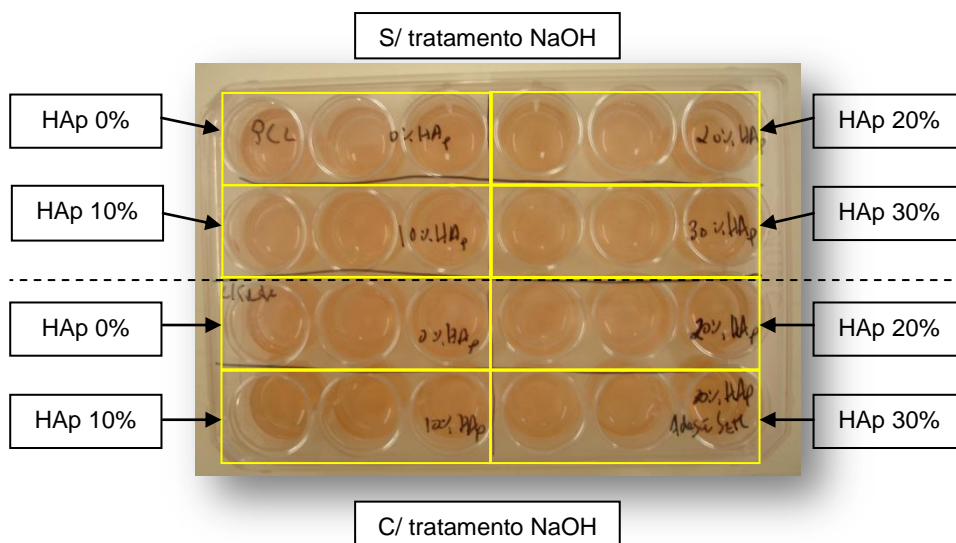 S/ tratamento NaOH
HAp 0%
HAp 20%
PCL
0% HAp
20% HAp
HAp 10%
HAp 30%
10% HAp
30% HAp
HAp 0%
HAp 20%
0% HAp
20% HAp
HAp 10%
HAp 30%
10% HAp
30% HAp
C/ tratamento NaOH